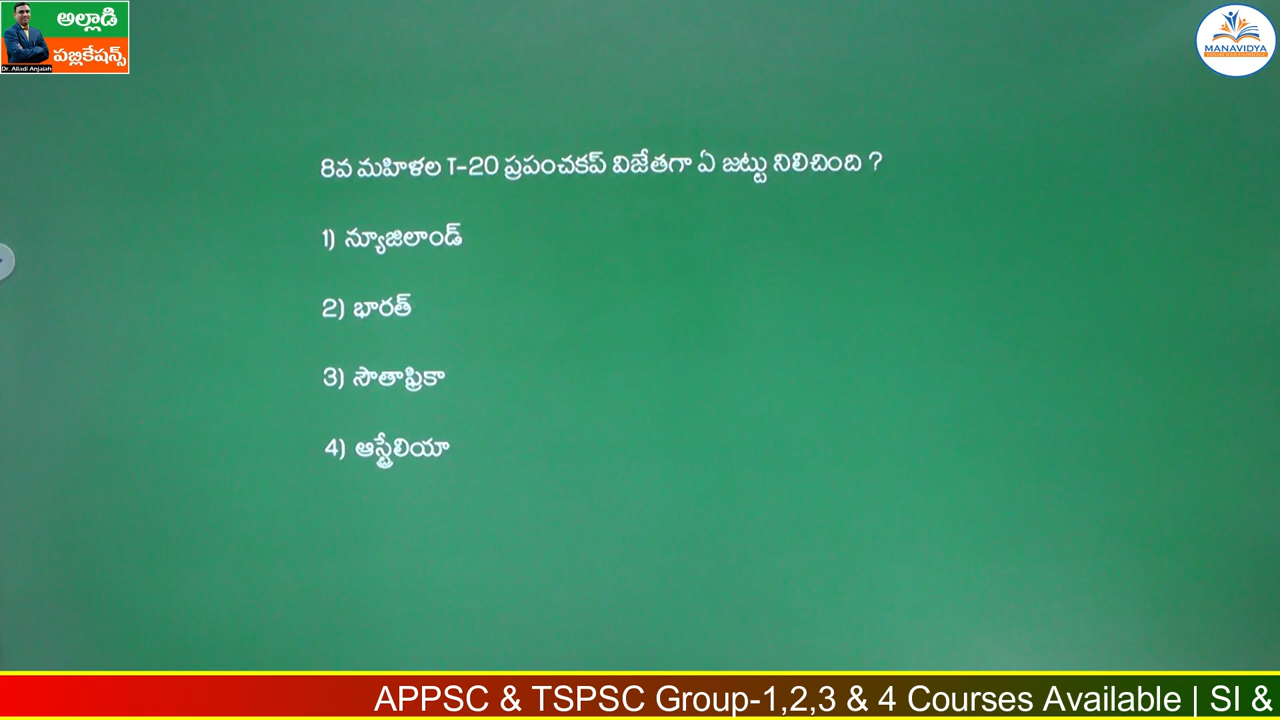 అల్లాడి
పబ్లికేషన్స్
Dr. Alladi Anjaiah
MANAVIDYA
8వ మహిళల T-20 ప్రపంచకప్ విజేతగా ఏ జట్టు నిలిచింది ?
1) న్యూజిలాండ్
2) భారత్
3) సౌతాఫ్రికా
4) ఆస్ట్రేలియా
APPSC & TSPSC Group-1,2,3 & 4 Courses Available | SI &